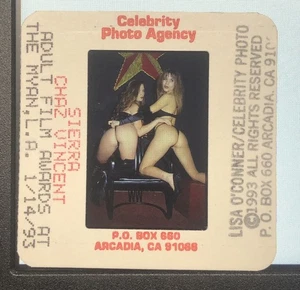 Celebrity
Photo Agency
SIERRA
CHAZ VINCENT
ADULT FILM AWARDS AT
THE MYAN, L.A. 1/14/93
LISA O'CONNER/CELEBRITY PHOTO
©1993 ALL RIGHTS RESERVED
P. O. BOX 660 ARCADIA, CA 910
P.O. BOX 660
ARCADIA, CA 91066